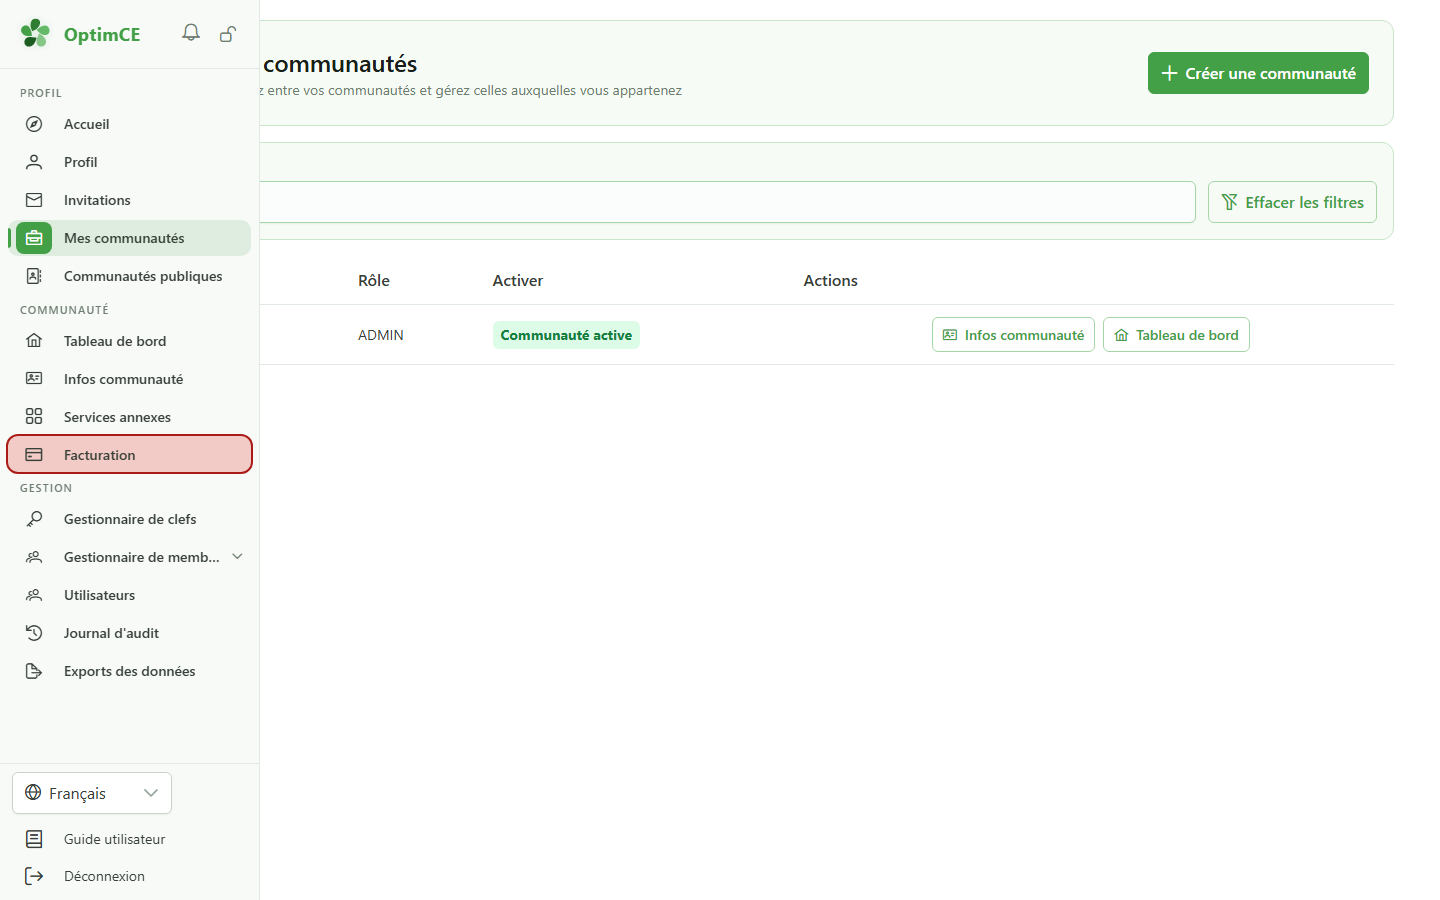 OptimCE
PROFIL
Accueil
Profil
Invitations
Mes communautés
Communautés publiques
COMMUNAUTÉ
Tableau de bord
Infos communauté
Services annexes
Facturation
GESTION
Gestionnaire de clefs
Gestionnaire de memb...
Utilisateurs
Journal d'audit
Exports des données
Français
Guide utilisateur
Déconnexion
communautés
entre vos communautés et gérez celles auxquelles vous appartenez
Créer une communauté
Effacer les filtres
Rôle Activer Actions
ADMIN Communauté active Infos communauté Tableau de bord